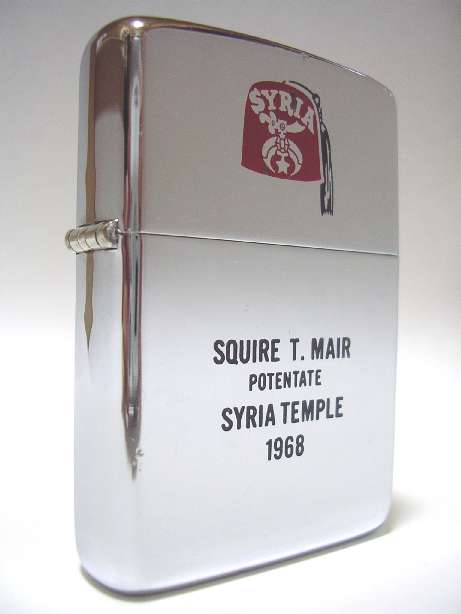 SYRIA
SQUIRE T. MAIR
POTENTATE
SYRIA TEMPLE
1968